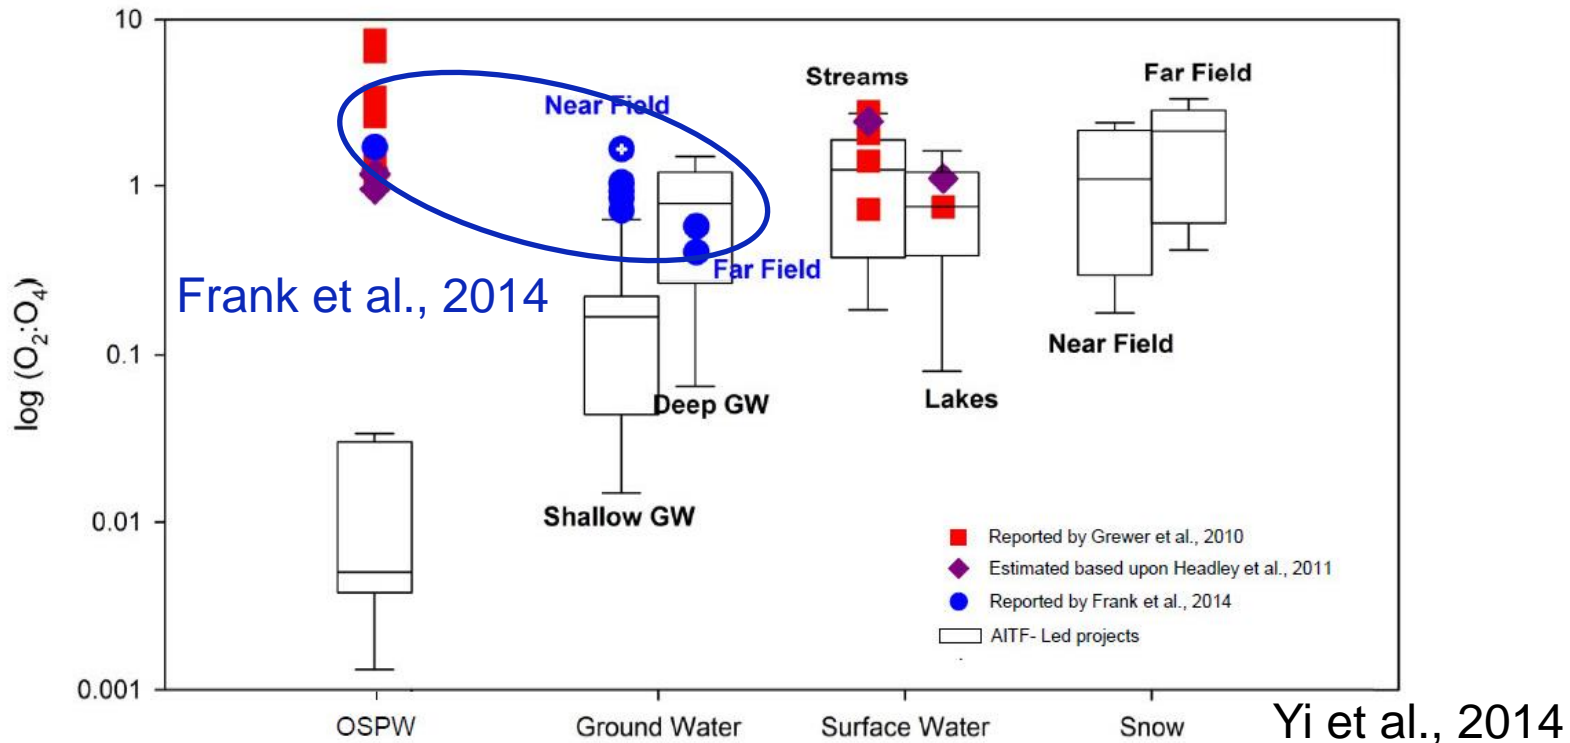 10
1
0.1
0.01
0.001
log (O₂:O₄)
Near Field
Far Field
Frank et al., 2014
Shallow GW
Deep GW
Streams
Lakes
Far Field
Near Field
Reported by Grewer et al., 2010
Estimated based upon Headley et al., 2011
Reported by Frank et al., 2014
AITF- Led projects
OSPW
Ground Water
Surface Water
Snow
Yi et al., 2014